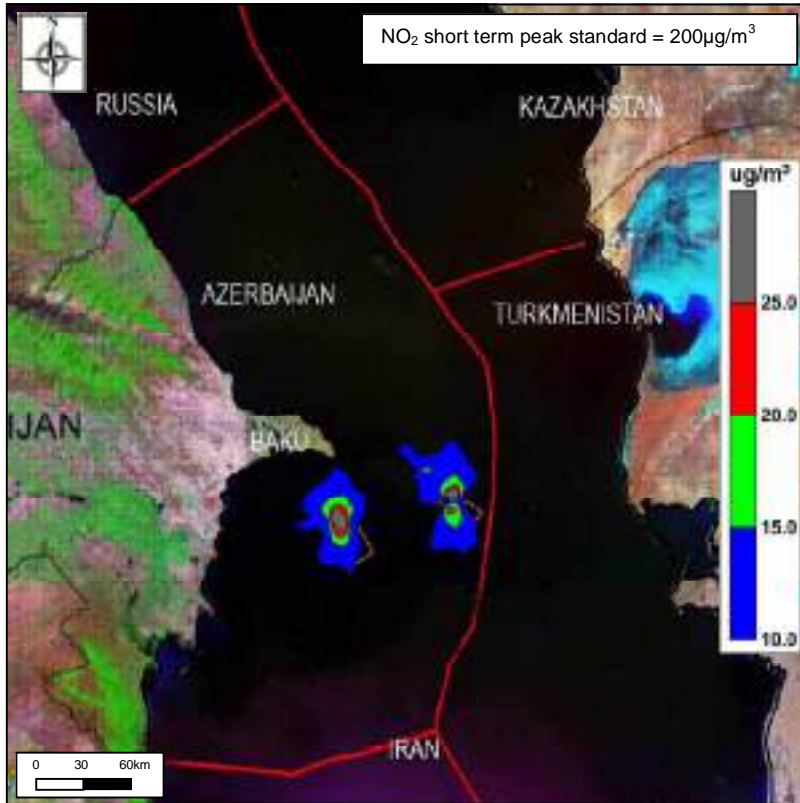 N
NO₂ short term peak standard = 200µg/m³
RUSSIA
KAZAKHSTAN
ug/m³
AZERBAIJAN
25.0
TURKMENISTAN
20.0
IJAN
BAKU
15.0
10.0
IRAN
0 30 60km